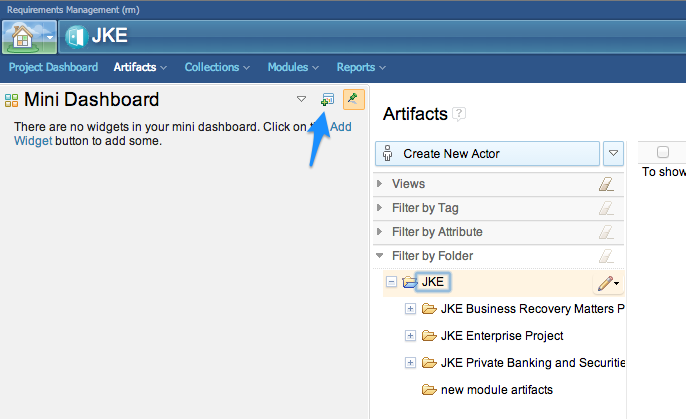 Requirements Management (rm)
JKE
Project Dashboard Artifacts Collections Modules Reports
Mini Dashboard
There are no widgets in your mini dashboard. Click on Add
Widget button to add some.
Artifacts ?
Create New Actor
To show
Views
Filter by Tag
Filter by Attribute
Filter by Folder
JKE
JKE Business Recovery Matters P
JKE Enterprise Project
JKE Private Banking and Securitie
new module artifacts